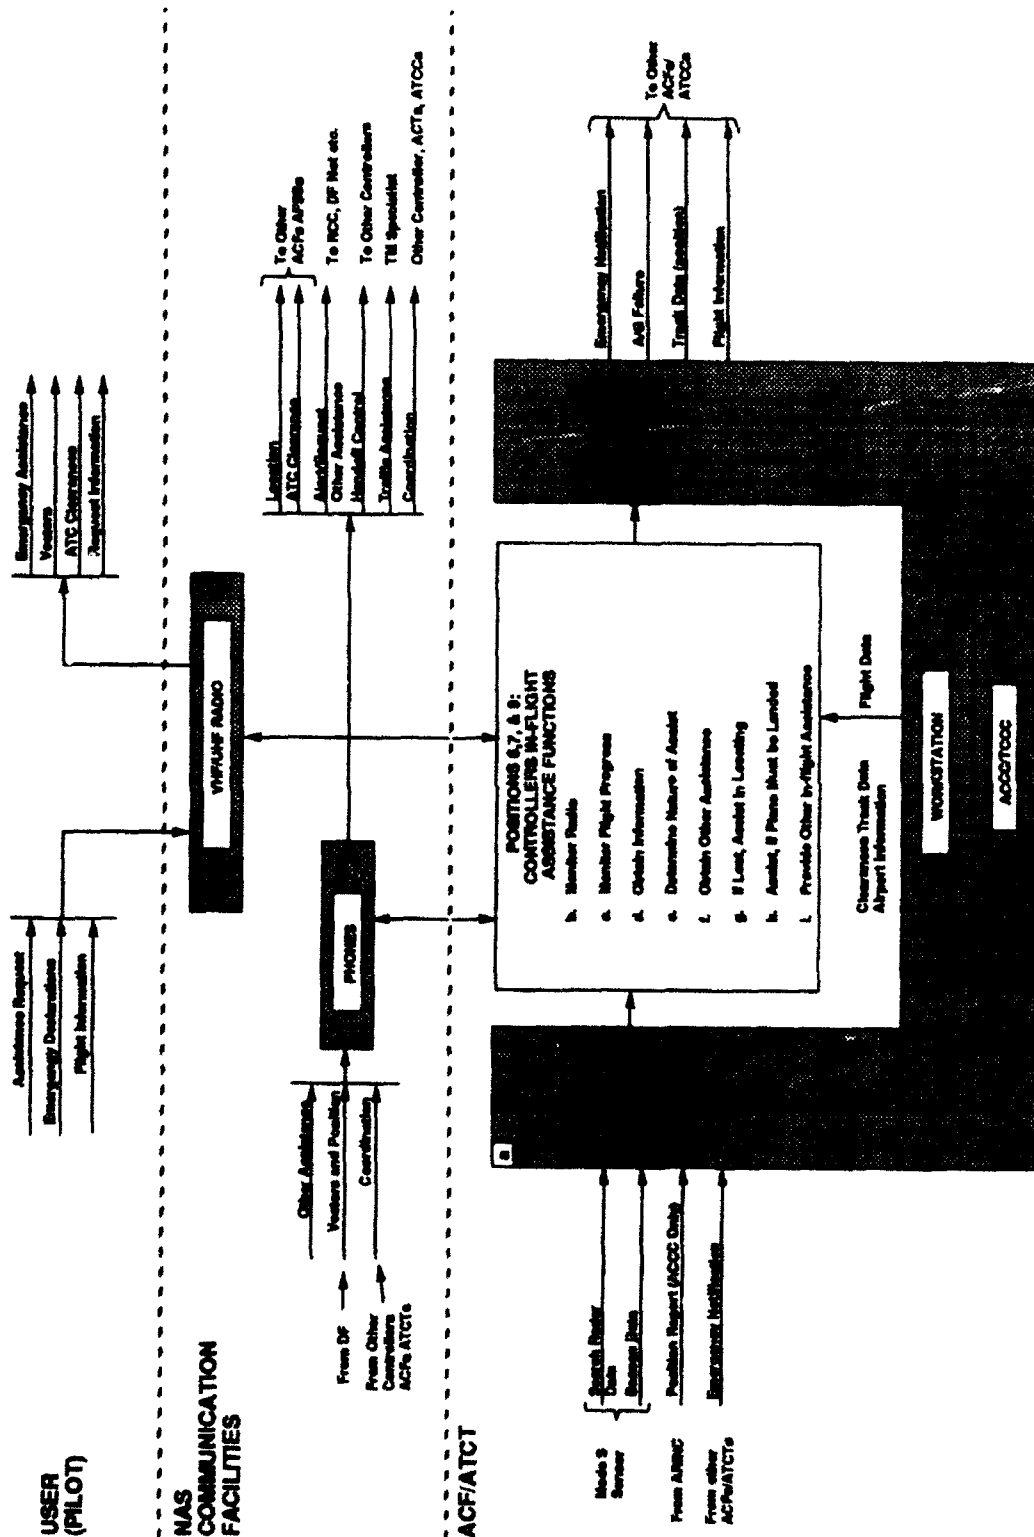 USER
(PILOT)
Assistance Request
Emergency Declarations
Flight Information
Emergency Assistance
Vectors
ATC Clearance
Request Information
NAS
COMMUNICATION
FACILITIES
VHF/UHF RADIO
From DF
From Other
Controllers
ACFs ATCTs
Other Assistance
Vectors and Position
Coordination
PHONES
Location
ATC Clearance
Alert/Request
Other Assistance
Handoff Control
Traffic Assistance
Coordination
To Other
ACFs AFSSs
To RCC, DF Net etc.
To Other Controllers
TM Specialist
Other Controller, ACTs, ATCCs
ACF/ATCT
Mode S
Sensor
From ARINC
From other
ACFs/ATCTs
Search Radar
Data
Beacon Data
Position Report (ACCC Only)
Emergency Notification
a
POSITIONS 6,7, & 9:
CONTROLLERS IN-FLIGHT
ASSISTANCE FUNCTIONS
b. Monitor Radio
c. Monitor Flight Progress
d. Obtain Information
e. Determine Nature of Assist
f. Obtain Other Assistance
g. If Lost, Assist in Locating
h. Assist, if Plane Must be Landed
i. Provide Other In-flight Assistance
Clearance Track Data
Airport Information
Flight Data
WORKSTATION
ACCC/TCCC
Emergency Notification
A/G Failure
Track Data (position)
Flight Information
To Other
ACFs/
ATCCs